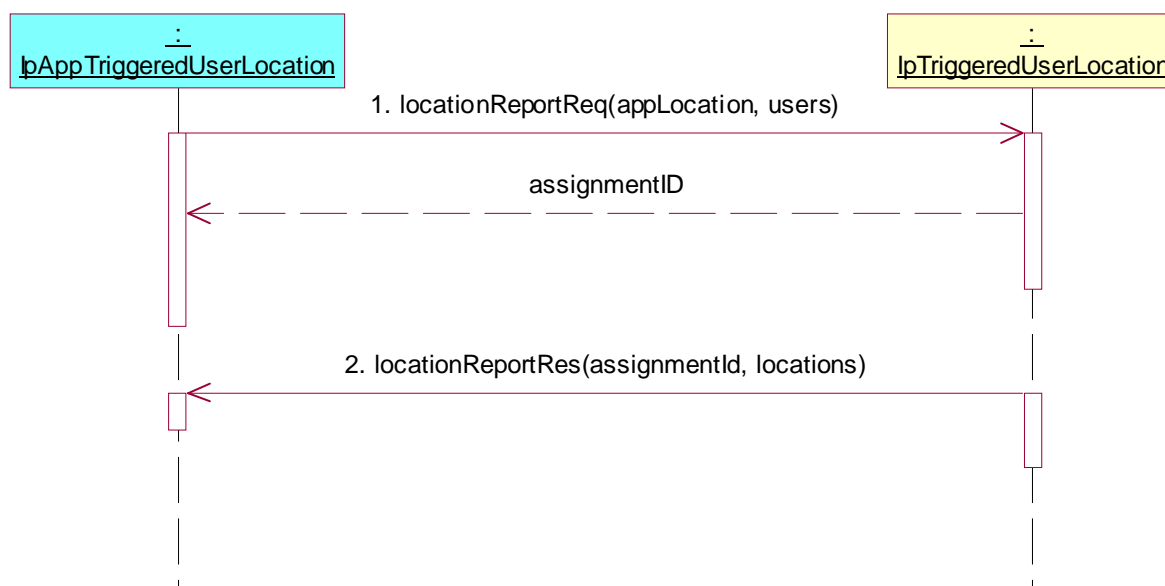 :
IpAppTriggeredUserLocation
:
IpTriggeredUserLocation
1. locationReportReq(appLocation, users)
assignmentID
2. locationReportRes(assignmentId, locations)